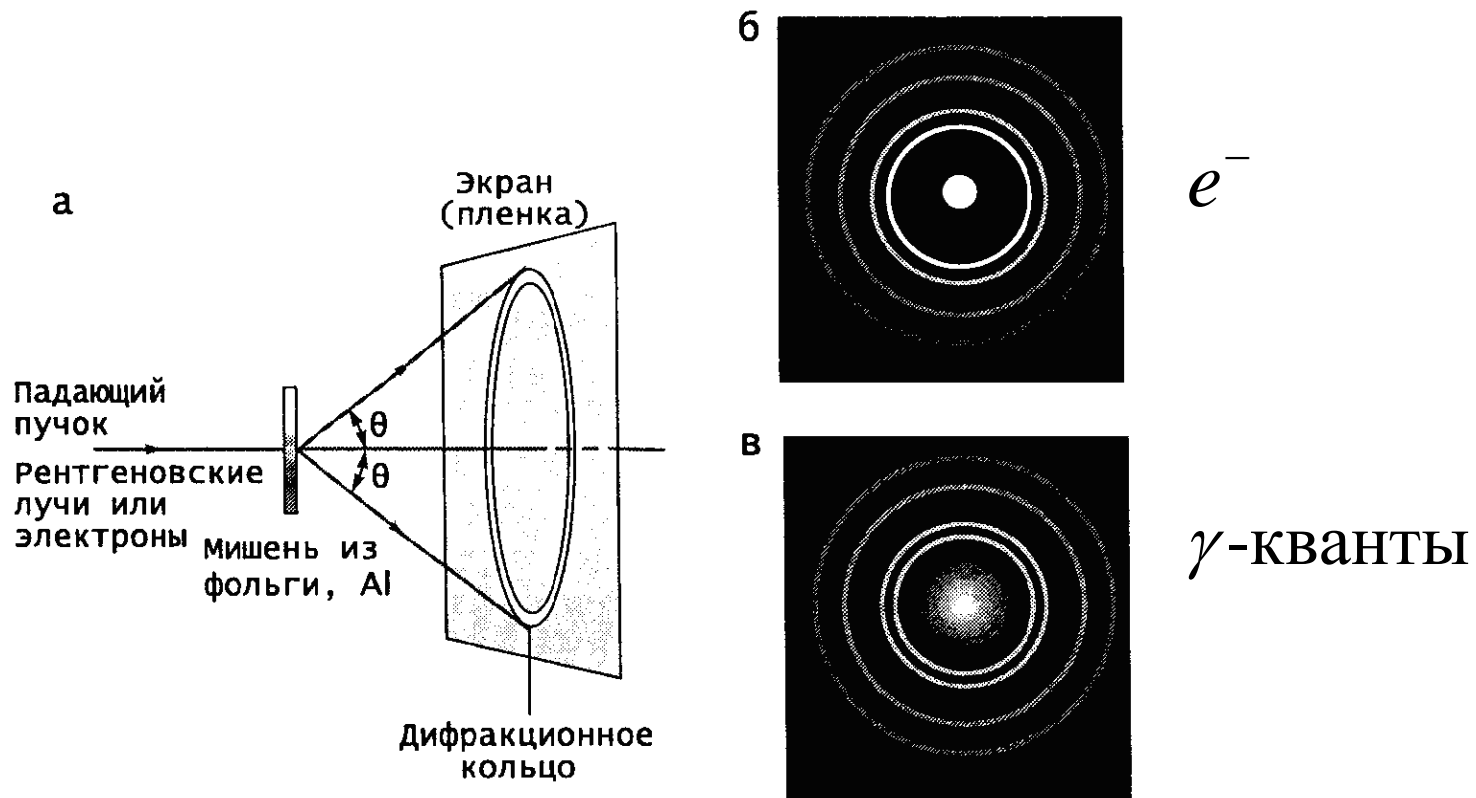 а
Экран
(пленка)
Падающий
пучок
Рентгеновские
лучи или
электроны
θ
θ
Мишень из
фольги, Al
Дифракционное
кольцо
б
e⁻
в
γ-кванты